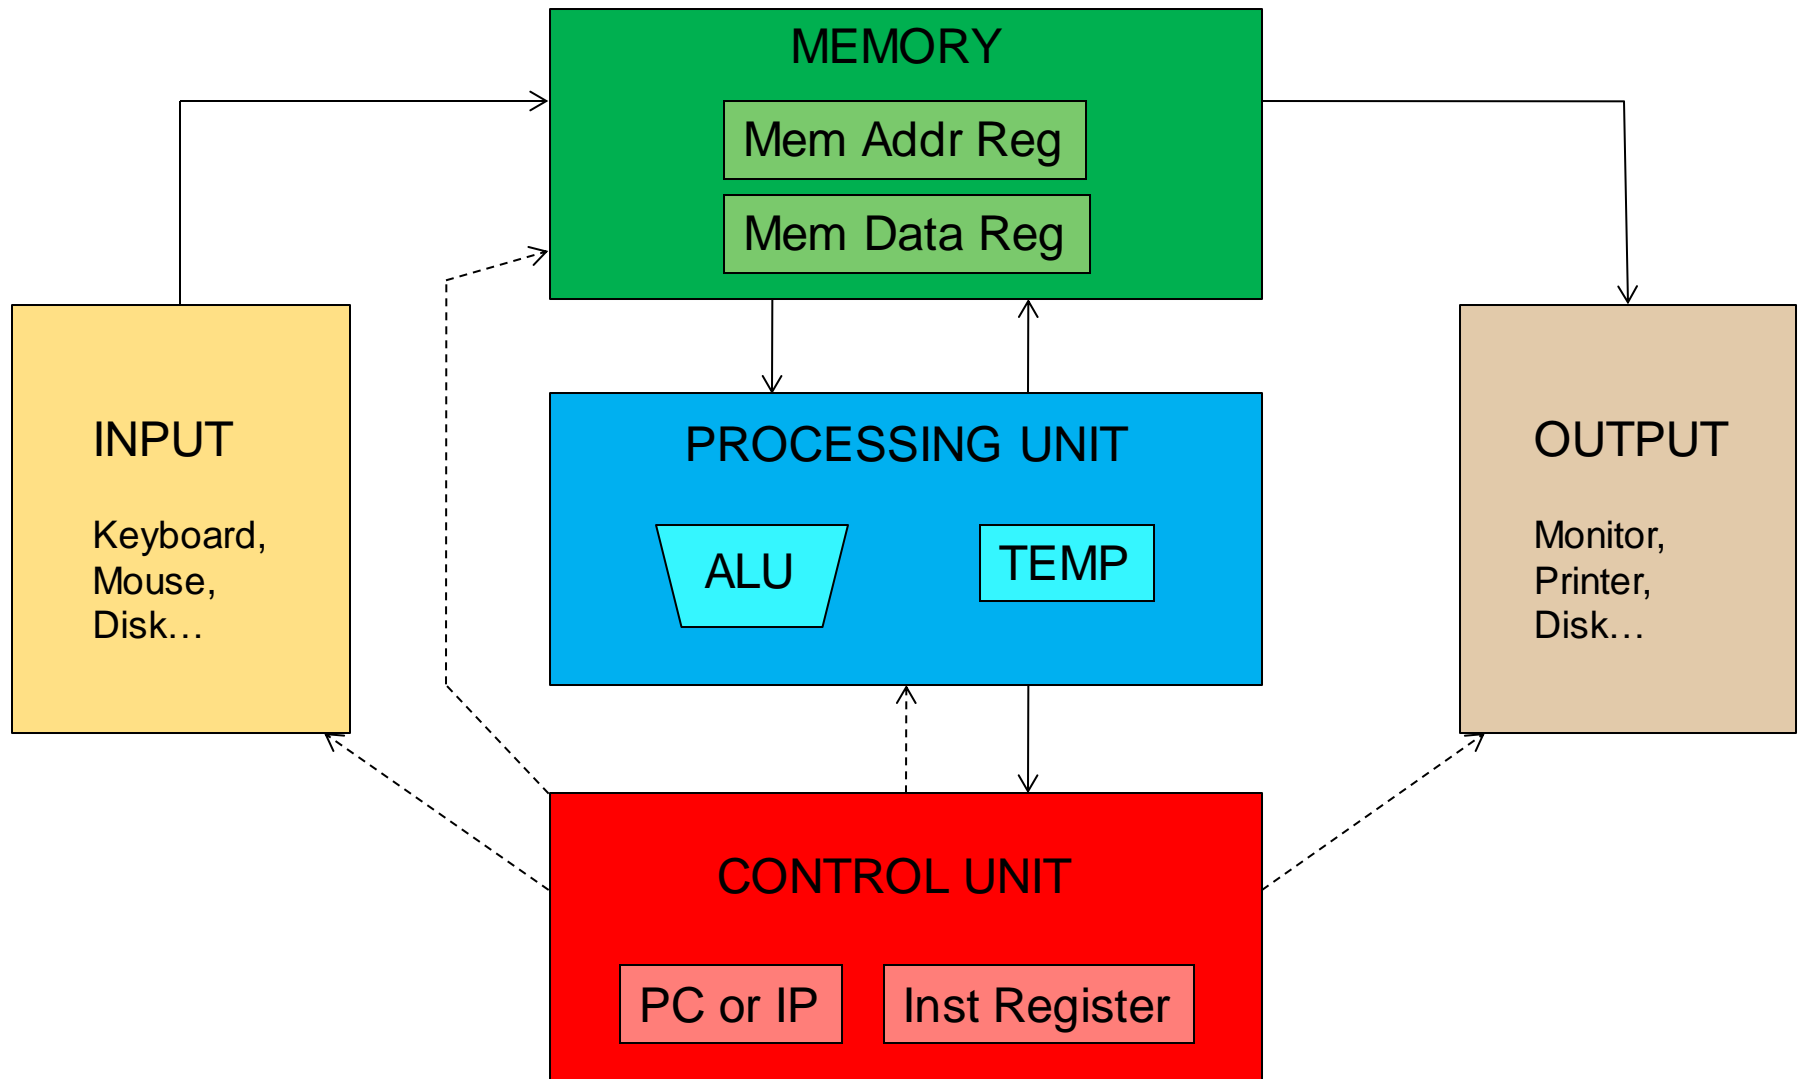 MEMORY
Mem Addr Reg
Mem Data Reg
INPUT
Keyboard,
Mouse,
Disk…
PROCESSING UNIT
ALU
TEMP
OUTPUT
Monitor,
Printer,
Disk…
CONTROL UNIT
PC or IP
Inst Register